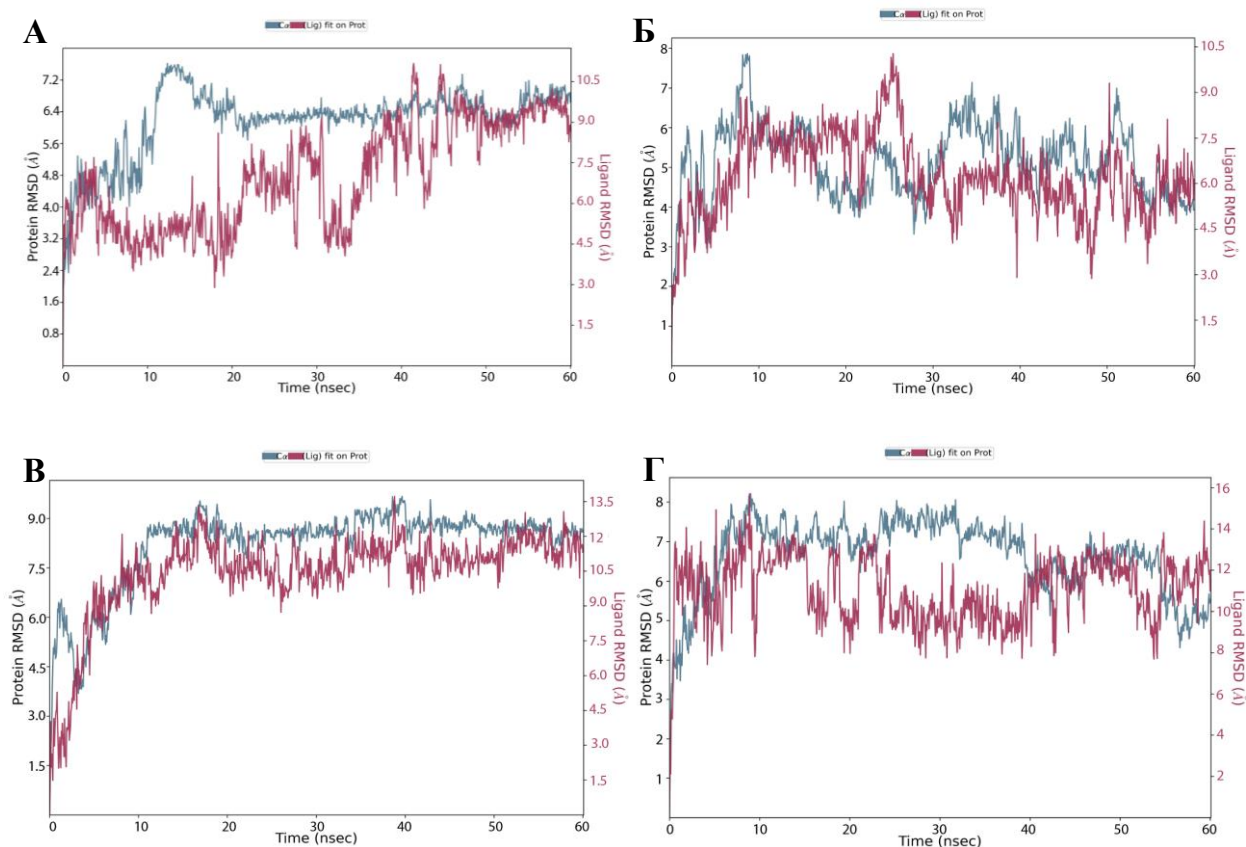 А
Cα (Lig) fit on Prot
7.2
6.4
5.6
4.8
4.0
3.2
2.4
1.6
0.8
Protein RMSD (Å)
10.5
9.0
7.5
6.0
4.5
3.0
1.5
Ligand RMSD (Å)
0 10 20 30 40 50 60
Time (nsec)
Б
Cα (Lig) fit on Prot
8
7
6
5
4
3
2
1
Protein RMSD (Å)
10.5
9.0
7.5
6.0
4.5
3.0
1.5
Ligand RMSD (Å)
0 10 20 30 40 50 60
Time (nsec)
В
Cα (Lig) fit on Prot
9.0
7.5
6.0
4.5
3.0
1.5
Protein RMSD (Å)
13.5
12
10.5
9.0
7.5
6.0
4.5
3.0
1.5
Ligand RMSD (Å)
0 10 20 30 40 50 60
Time (nsec)
Г
Cα (Lig) fit on Prot
8
7
6
5
4
3
2
1
Protein RMSD (Å)
16
14
12
10
8
6
4
2
Ligand RMSD (Å)
0 10 20 30 40 50 60
Time (nsec)